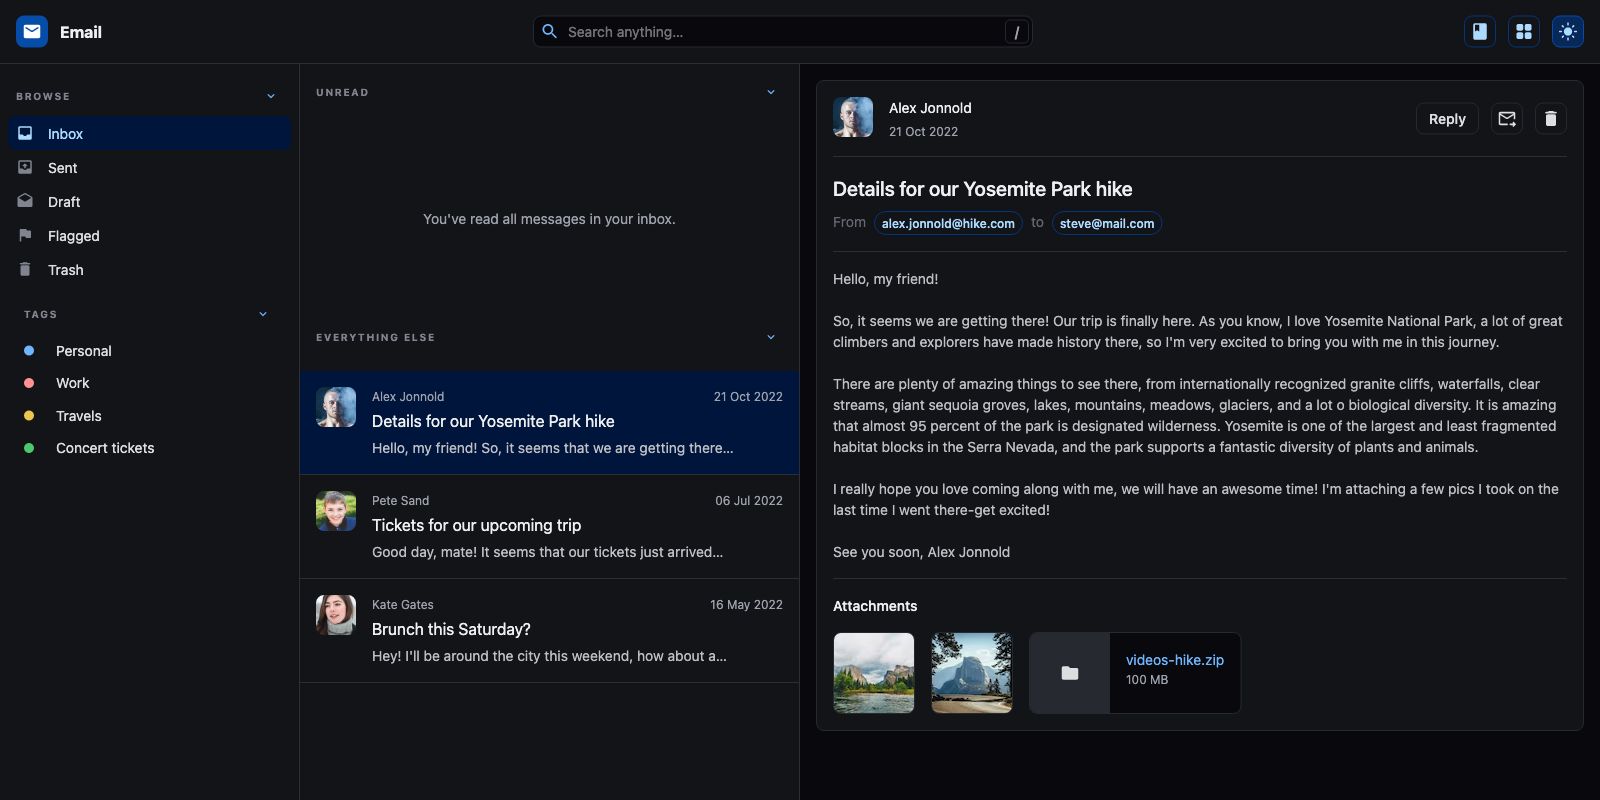 Email
Search anything…
/
BROWSE
Inbox
Sent
Draft
Flagged
Trash
TAGS
Personal
Work
Travels
Concert tickets
UNREAD
You've read all messages in your inbox.
EVERYTHING ELSE
Alex Jonnold
21 Oct 2022
Details for our Yosemite Park hike
Hello, my friend! So, it seems that we are getting there…
Pete Sand
06 Jul 2022
Tickets for our upcoming trip
Good day, mate! It seems that our tickets just arrived…
Kate Gates
16 May 2022
Brunch this Saturday?
Hey! I'll be around the city this weekend, how about a…
Alex Jonnold
21 Oct 2022
Reply
Details for our Yosemite Park hike
From alex.jonnold@hike.com to steve@mail.com
Hello, my friend!
So, it seems we are getting there! Our trip is finally here. As you know, I love Yosemite National Park, a lot of great
climbers and explorers have made history there, so I'm very excited to bring you with me in this journey.
There are plenty of amazing things to see there, from internationally recognized granite cliffs, waterfalls, clear
streams, giant sequoia groves, lakes, mountains, meadows, glaciers, and a lot o biological diversity. It is amazing
that almost 95 percent of the park is designated wilderness. Yosemite is one of the largest and least fragmented
habitat blocks in the Serra Nevada, and the park supports a fantastic diversity of plants and animals.
I really hope you love coming along with me, we will have an awesome time! I'm attaching a few pics I took on the
last time I went there-get excited!
See you soon, Alex Jonnold
Attachments
videos-hike.zip
100 MB